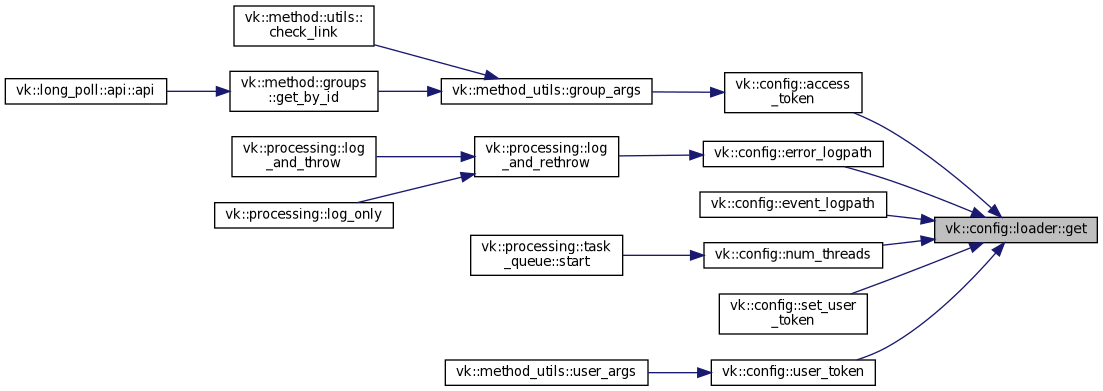 vk::method::utils::
check_link
vk::long_poll::api::api
vk::method::groups
::get_by_id
vk::method_utils::group_args
vk::config::access
_token
vk::processing::log
_and_throw
vk::processing::log
_and_rethrow
vk::config::error_logpath
vk::processing::log_only
vk::config::event_logpath
vk::config::loader::get
vk::processing::task
_queue::start
vk::config::num_threads
vk::config::set_user
_token
vk::method_utils::user_args
vk::config::user_token